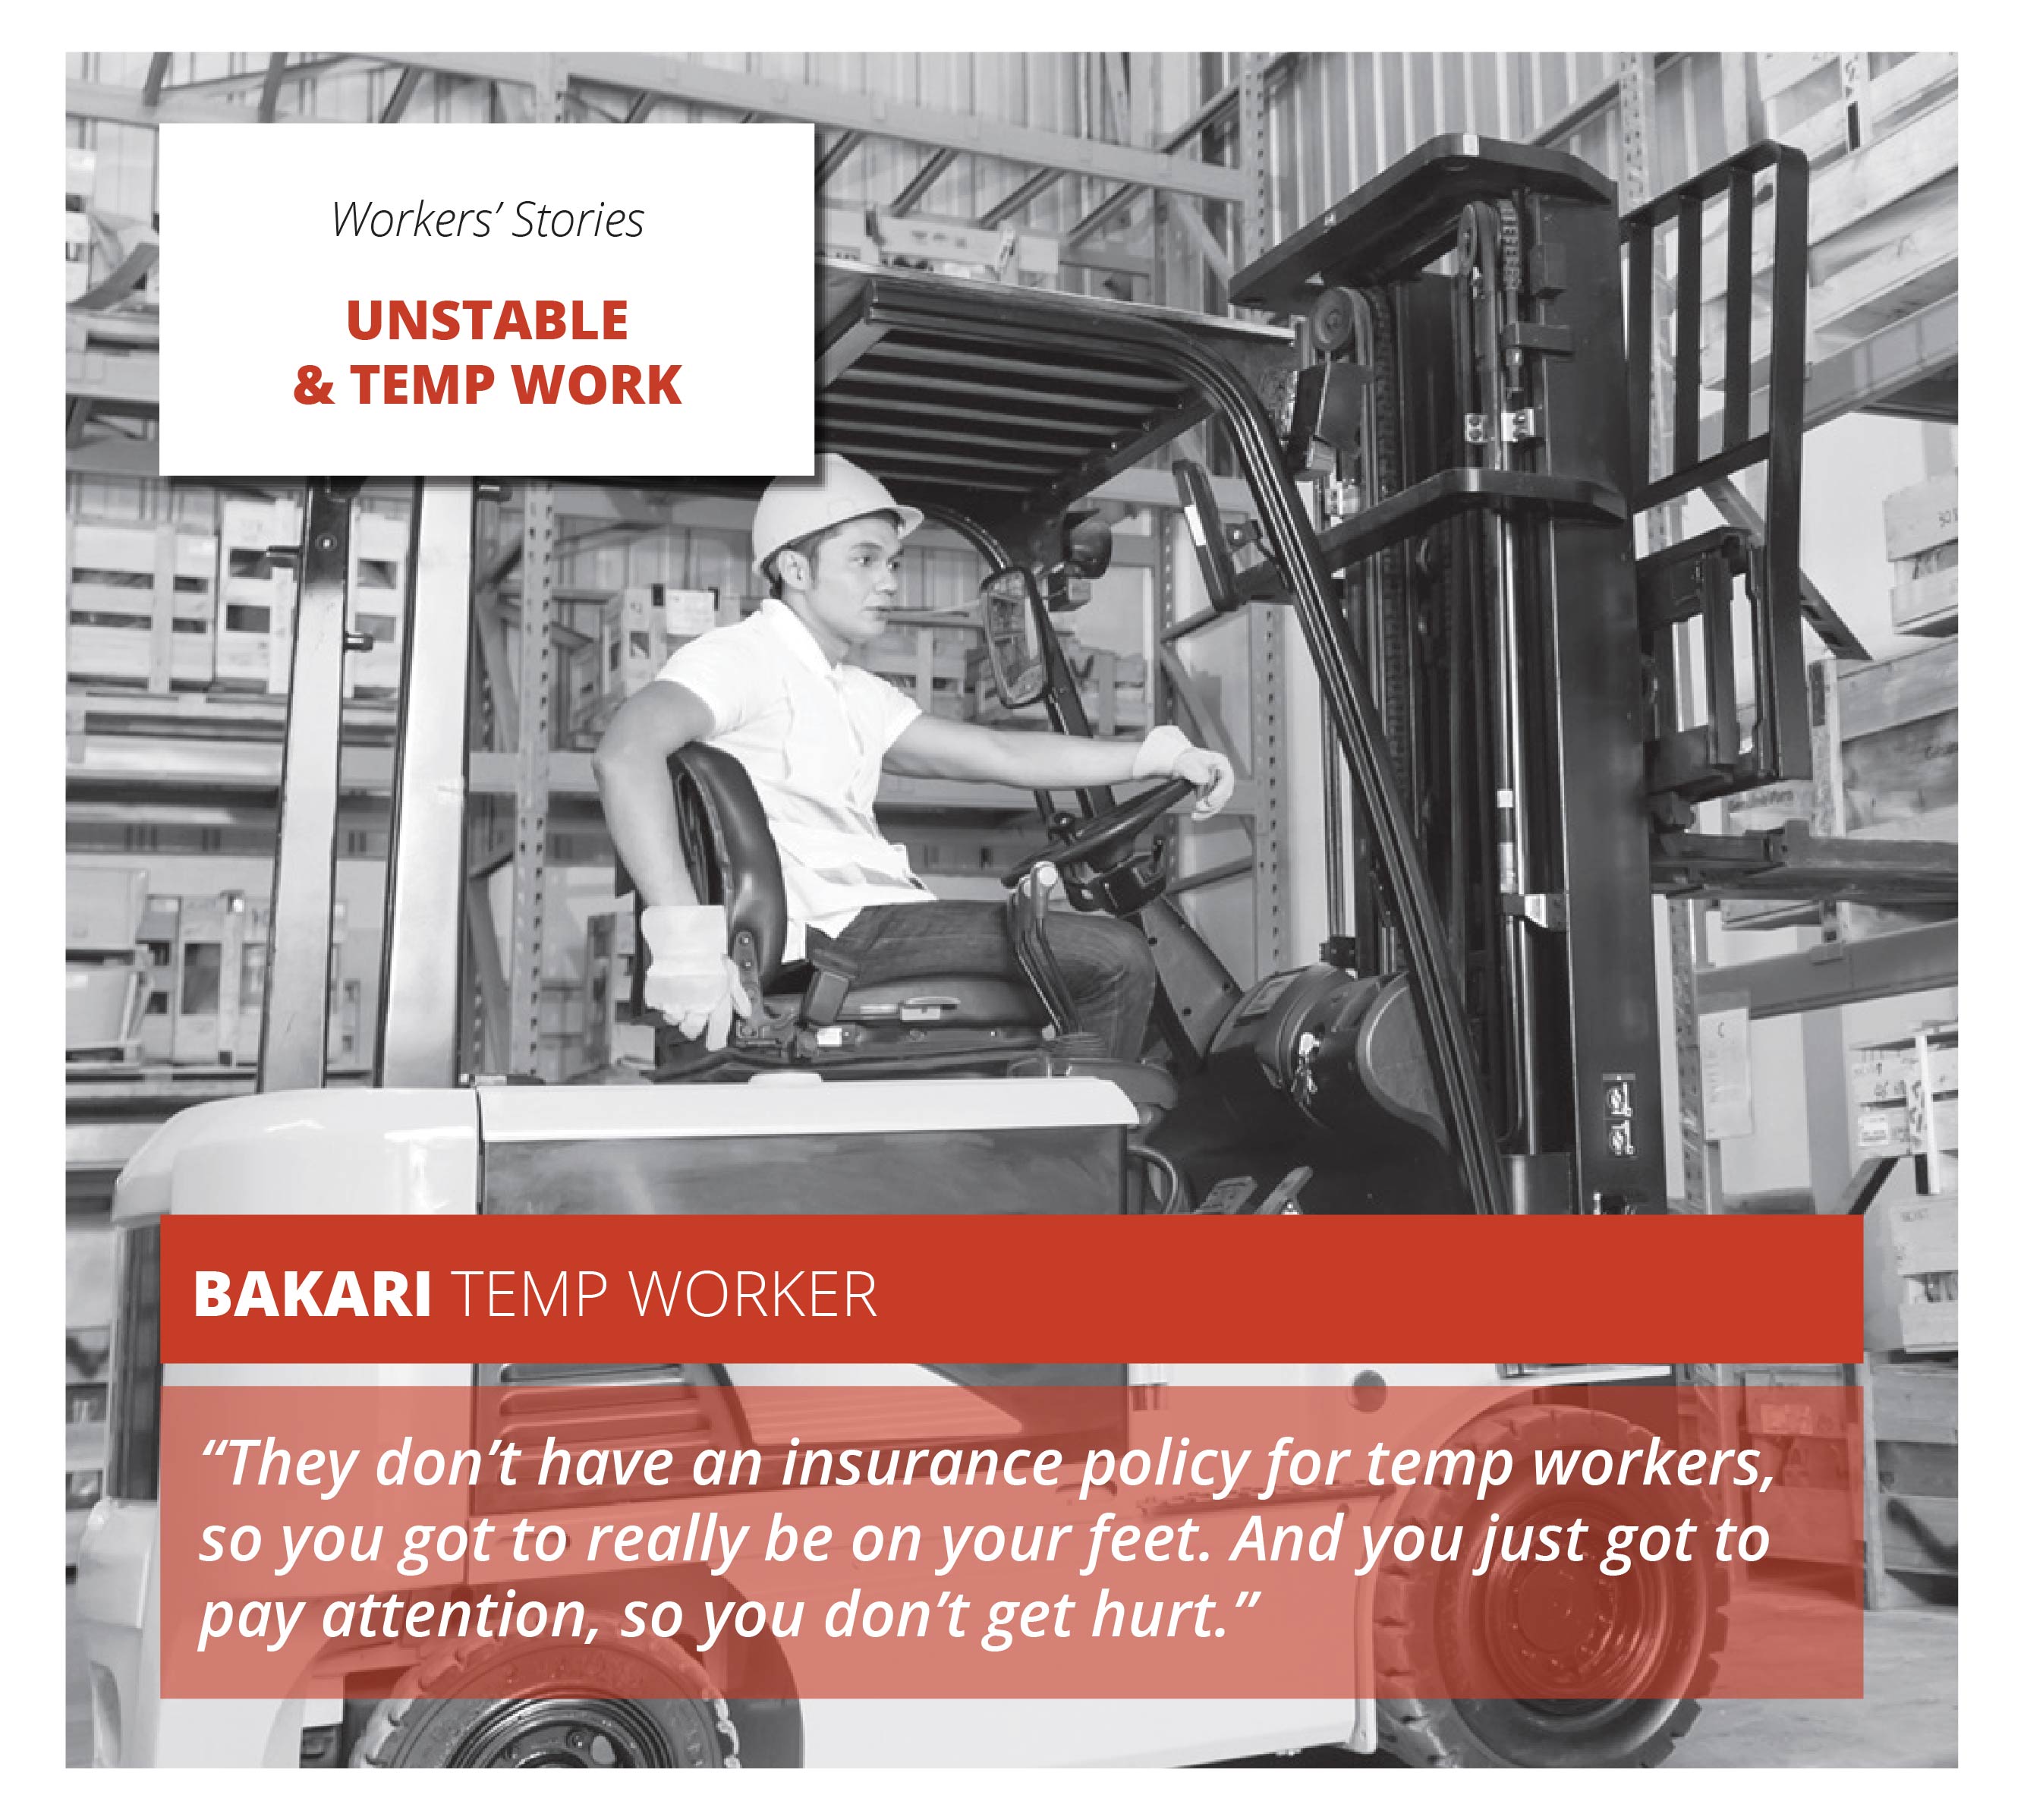 Workers’ Stories
UNSTABLE
& TEMP WORK
BAKARI TEMP WORKER
“They don’t have an insurance policy for temp workers,
so you got to really be on your feet. And you just got to
pay attention, so you don’t get hurt.”